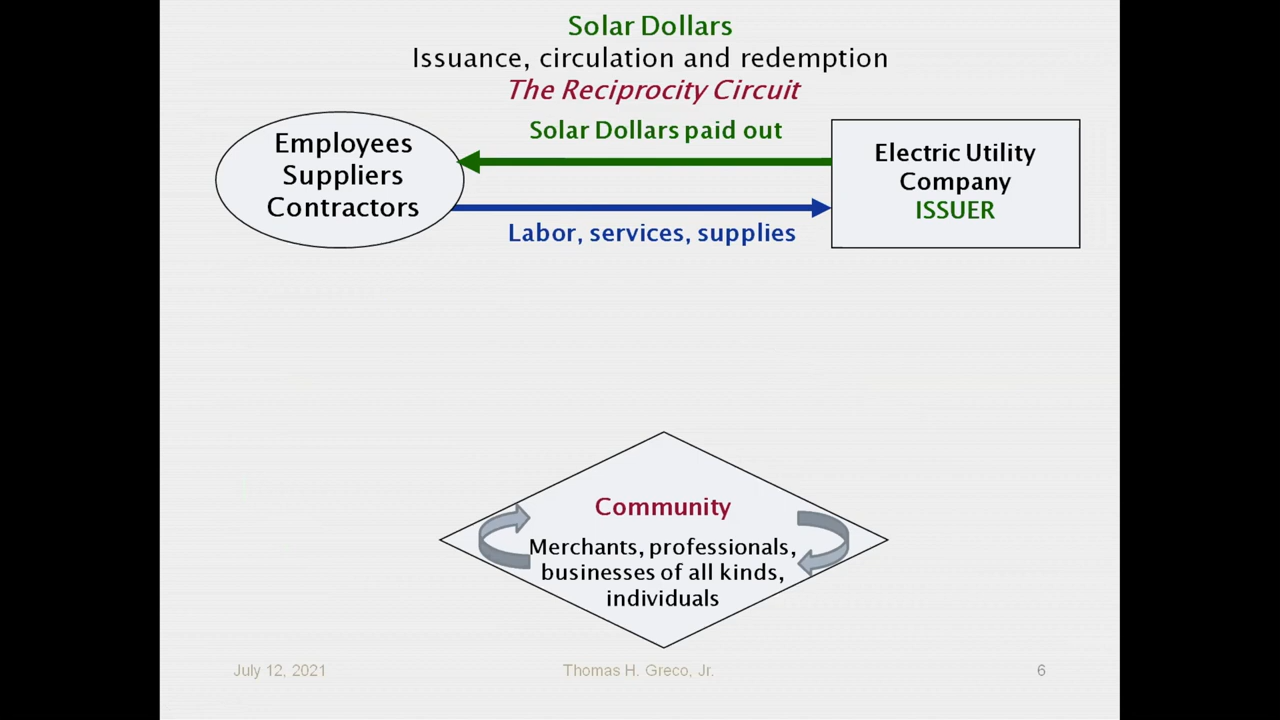 Solar Dollars
Issuance, circulation and redemption
The Reciprocity Circuit
Solar Dollars paid out
Employees
Suppliers
Contractors
Electric Utility
Company
ISSUER
Labor, services, supplies
Community
Merchants, professionals,
businesses of all kinds,
individuals
July 12, 2021
Thomas H. Greco, Jr.
6